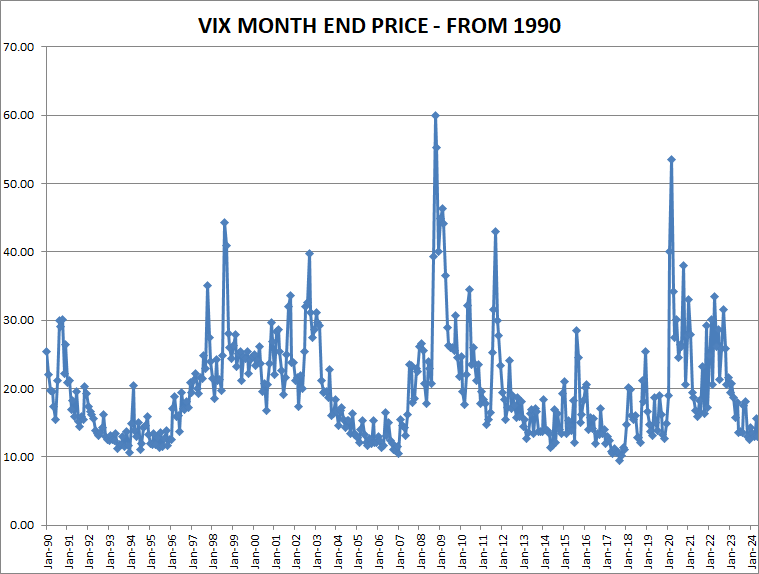 VIX MONTH END PRICE - FROM 1990
70.00
60.00
50.00
40.00
30.00
20.00
10.00
0.00
Jan-90
Jan-91
Jan-92
Jan-93
Jan-94
Jan-95
Jan-96
Jan-97
Jan-98
Jan-99
Jan-00
Jan-01
Jan-02
Jan-03
Jan-04
Jan-05
Jan-06
Jan-07
Jan-08
Jan-09
Jan-10
Jan-11
Jan-12
Jan-13
Jan-14
Jan-15
Jan-16
Jan-17
Jan-18
Jan-19
Jan-20
Jan-21
Jan-22
Jan-23
Jan-24